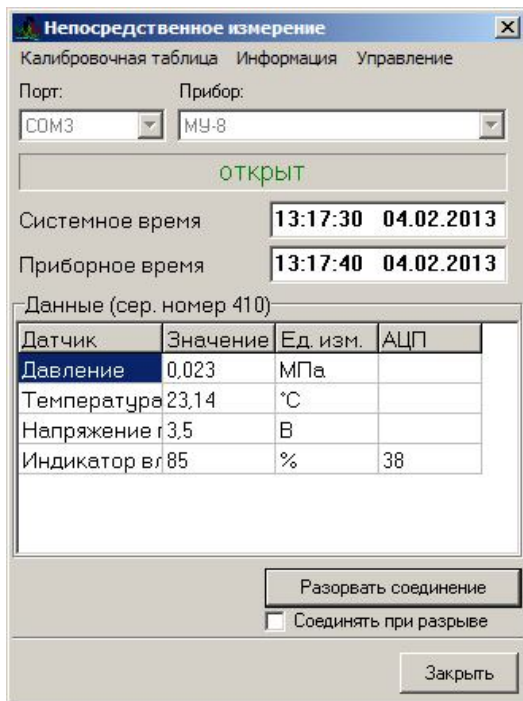 Непосредственное измерение
Калибровочная таблица Информация Управление
Порт: Прибор:
COM3 МУ-8
открыт
Системное время 13:17:30 04.02.2013
Приборное время 13:17:40 04.02.2013
Данные (сер. номер 410)
Датчик Значение Ед. изм. АЦП
Давление 0,023 МПа
Температура 23,14 °C
Напряжение г 3,5 В
Индикатор вл 85 % 38
Разорвать соединение
Соединять при разрыве
Закрыть